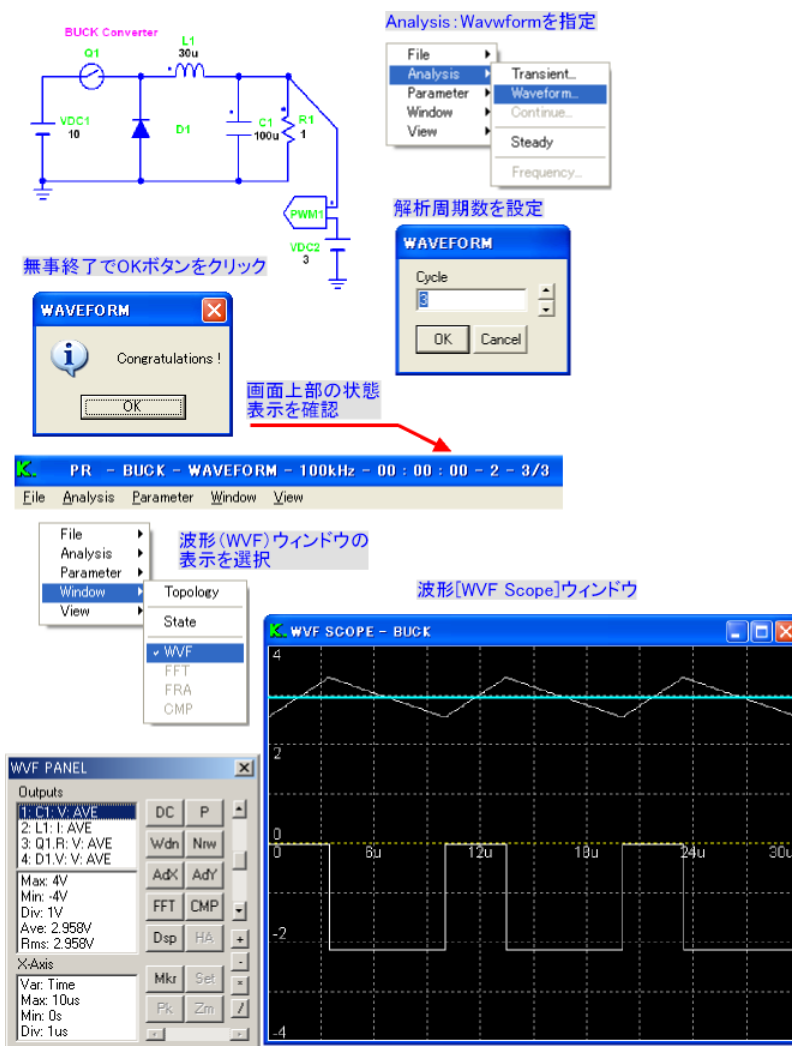 Analysis:Wavwformを指定
BUCK Converter
Q1
L1
30u
VDC1
10
D1
C1
100u
R1
1
PWM1
VDC2
3
File
Analysis
Parameter
Window
View
Transient...
Waveform...
Continue...
Steady
Frequency...
解析周期数を設定
WAVEFORM
Cycle
3
OK
Cancel
無事終了でOKボタンをクリック
WAVEFORM
Congratulations !
OK
画面上部の状態
表示を確認
K. PR - BUCK - WAVEFORM - 100kHz - 00 : 00 : 00 - 2 - 3/3
File Analysis Parameter Window View
File
Analysis
Parameter
Window
View
波形(WVF)ウィンドウの
表示を選択
Topology
State
WVF
FFT
FRA
CMP
波形[WVF Scope]ウィンドウ
K. WVF SCOPE - BUCK
4
2
0
0 6u 12u 18u 24u 30u
-2
-4
WVF PANEL
Outputs
1: C1: V: AVE
2: L1: I: AVE
3: Q1.R: V: AVE
4: D1.V: V: AVE
Max: 4V
Min: -4V
Div: 1V
Ave: 2.958V
Rms: 2.958V
X-Axis
Var: Time
Max: 10us
Min: 0s
Div: 1us
DC P
Wdn Nrw
AdX AdY
FFT CMP
Dsp HA
Mkr Set
Pk Zm
+
-
=
/